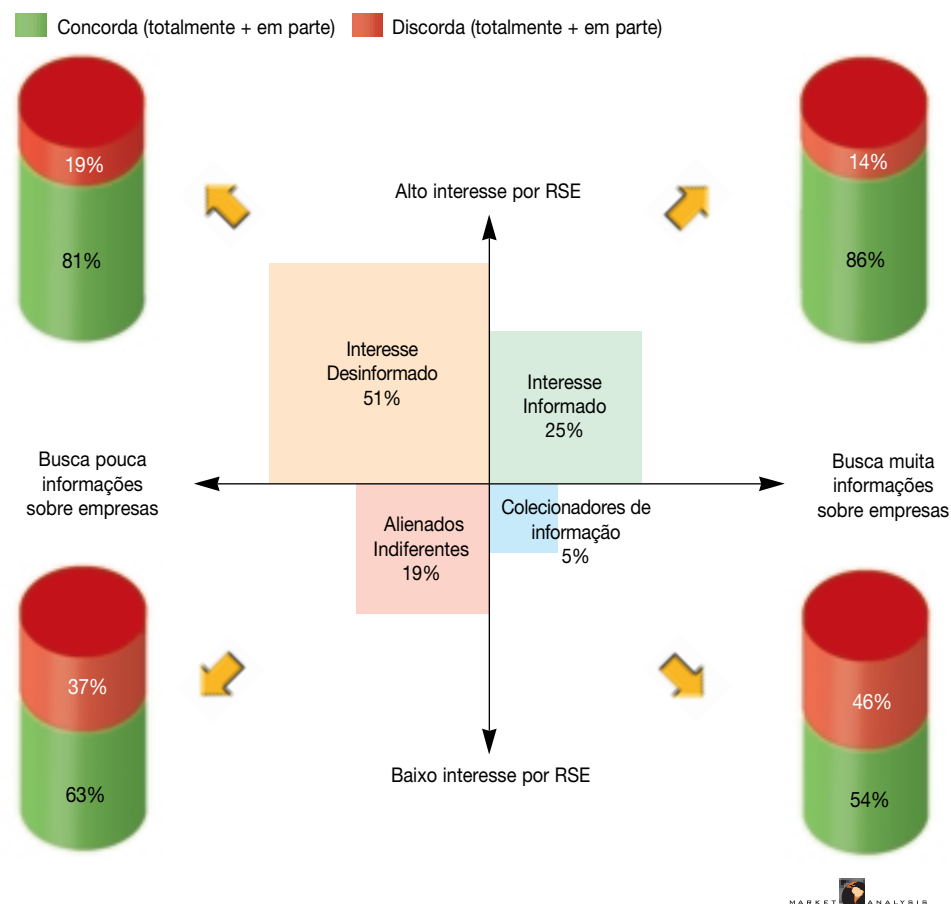 Concorda (totalmente + em parte) Discorda (totalmente + em parte)
19%
81%
14%
86%
Alto interesse por RSE
Interesse
Desinformado
51%
Interesse
Informado
25%
Busca pouca
informações
sobre empresas
Busca muita
informações
sobre empresas
Alienados
Indiferentes
19%
Colecionadores de
informação
5%
37%
63%
46%
54%
Baixo interesse por RSE
MARKET ANALYSIS